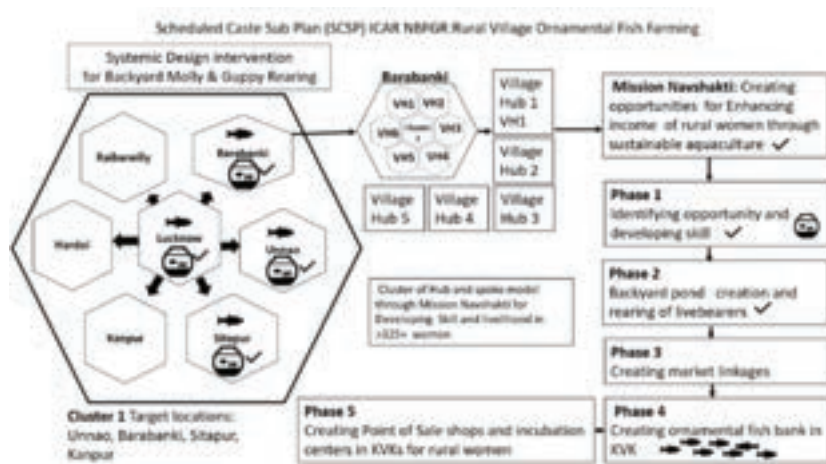 Scheduled Caste Sub Plan (SCSP) ICAR NBFGR:Rural Village Ornamental Fish Farming
Systemic Design Intervention
for Backyard Molly & Guppy Rearing
Raibareilly
Barabanki
Hardoi
Lucknow
Unnao
Kanpur
Sitapur
Cluster 1 Target locations:
Unnao, Barabanki, Sitapur,
Kanpur
Barabanki
VH1
VH2
VH6
VH3
VH5
VH4
Village
Hub 1
VH1
Village
Hub 2
Village
Hub 5
Village
Hub 4
Village
Hub 3
Cluster of Hub and spoke model
through Mission Navshakti for
Developing Skill and livelihood in
women
Mission Navshakti: Creating
opportunities for Enhancing
income of rural women through
sustainable aquaculture
Phase 1
Identifying opportunity and
developing skill
Phase 2
Backyard pond creation and
rearing of livebearers
Phase 3
Creating market linkages
Phase 4
Creating ornamental fish bank in
KVK
Phase 5
Creating Point of Sale shops and incubation
centers in KVKs for rural women